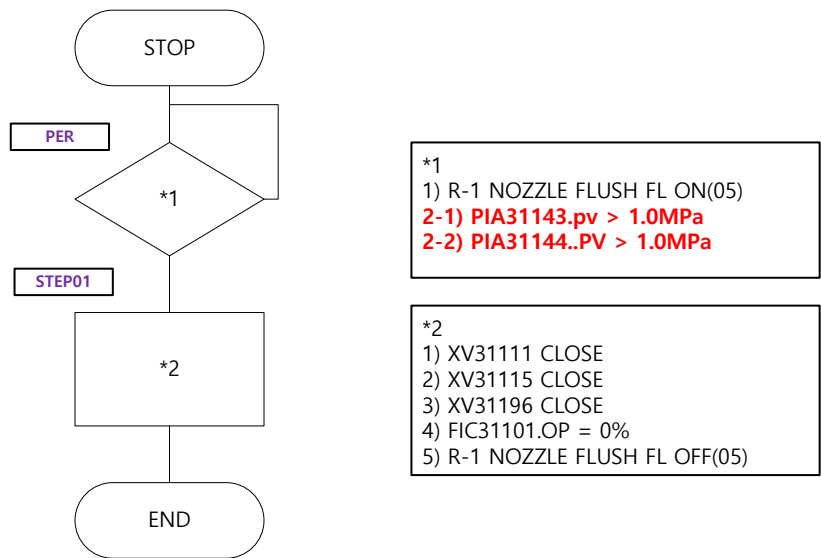 STOP
PER
*1
STEP01
*2
END
*1
1) R-1 NOZZLE FLUSH FL ON(05)
2-1) PIA31143.pv > 1.0MPa
2-2) PIA31144..PV > 1.0MPa
*2
1) XV31111 CLOSE
2) XV31115 CLOSE
3) XV31196 CLOSE
4) FIC31101.OP = 0%
5) R-1 NOZZLE FLUSH FL OFF(05)